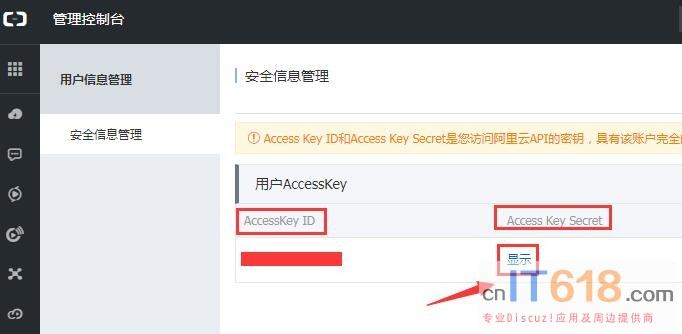 管理控制台
用户信息管理
安全信息管理
安全信息管理
Access Key ID和Access Key Secret是您访问阿里云API的密钥，具有该账户完全
用户AccessKey
AccessKey ID
Access Key Secret
显示
cnIT618.com
专业Discuz!应用及周边提供商